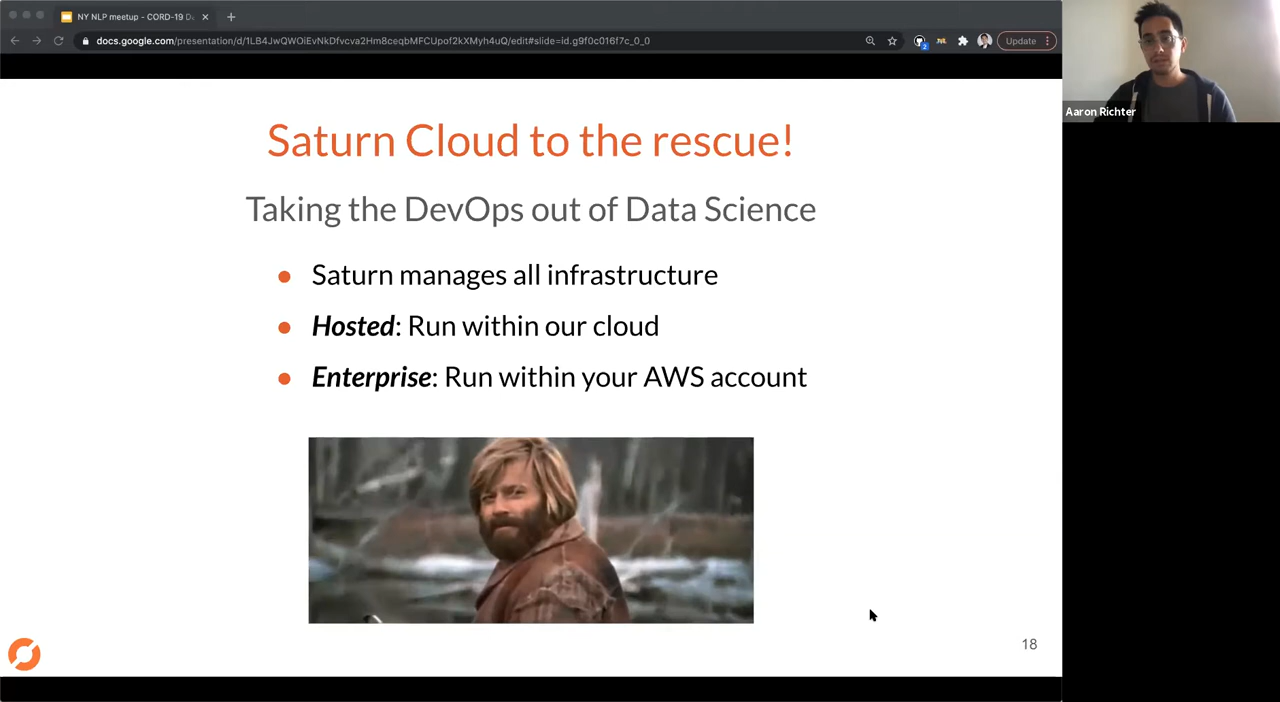 NY NLP meetup - CORD-19 D
docs.google.com/presentation/d/1LB4JwQWOiEvNkDfvcva2Hm8ceqbMFCUpof2kXMyh4uQ/edit#slide=id.g9f0c016f7c_0_0
2
Update
Aaron Richter
Saturn Cloud to the rescue!
Taking the DevOps out of Data Science
● Saturn manages all infrastructure
● Hosted: Run within our cloud
● Enterprise: Run within your AWS account
18